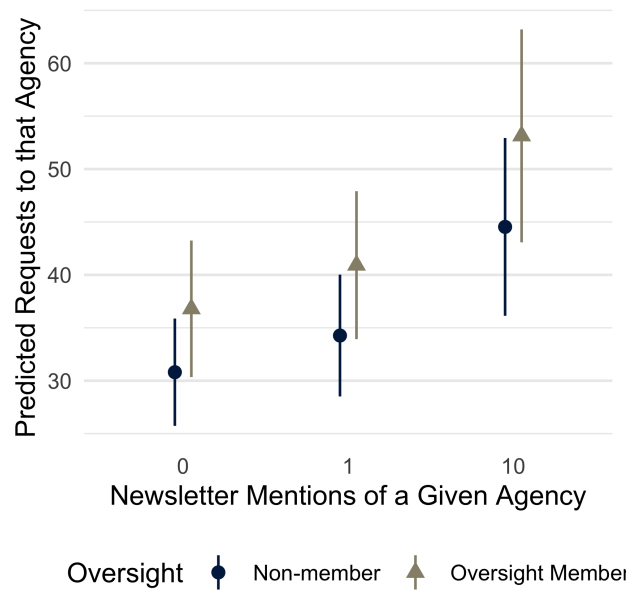 Predicted Requests to that Agency
60
50
40
30
0 1 10
Newsletter Mentions of a Given Agency
Oversight Non-member Oversight Member